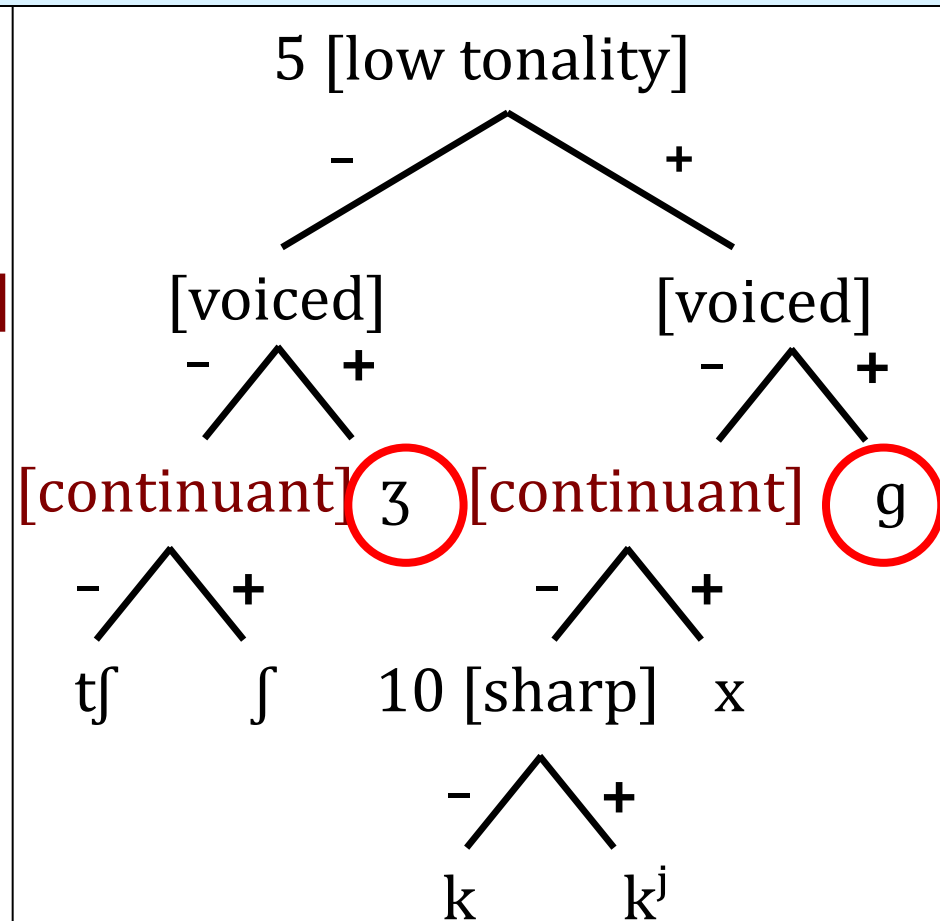 5 [low tonality]
– +
[voiced] [voiced]
– + – +
[continuant] ʒ [continuant] g
– + – +
tʃ ʃ 10 [sharp] x
– +
k kʲ